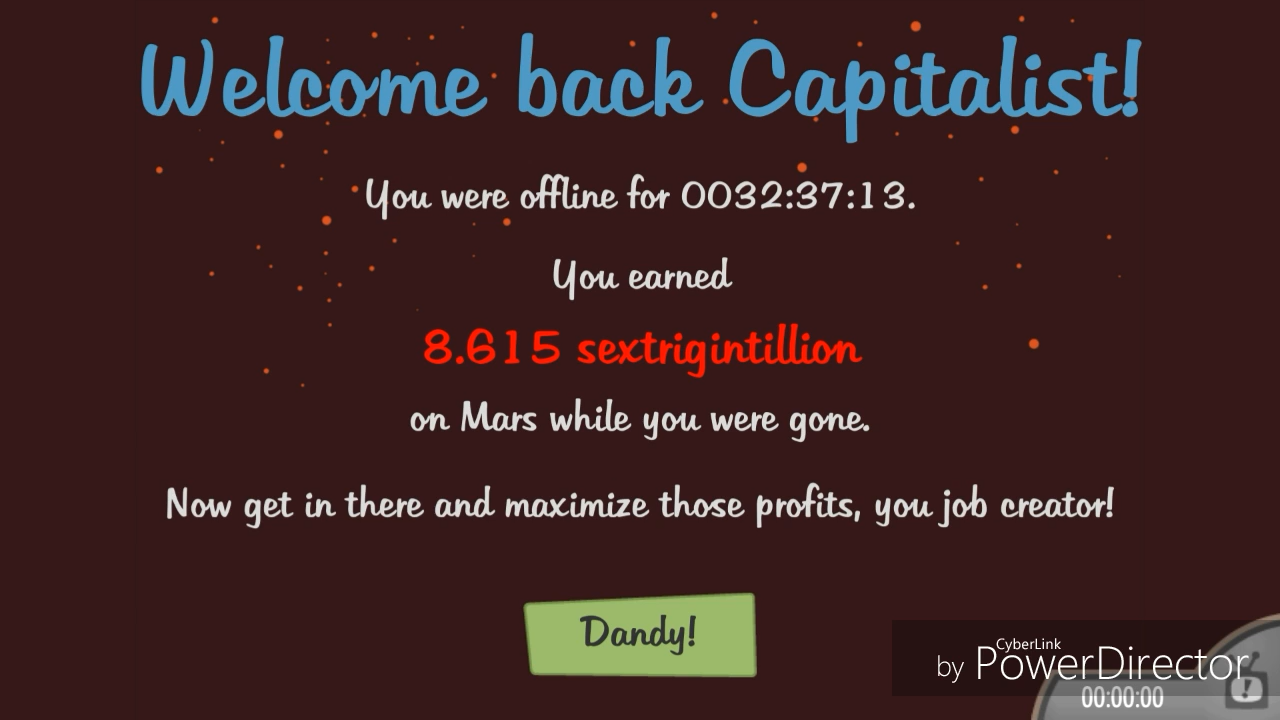 Welcome back Capitalist!
You were offline for 0032:37:13.
You earned
8.615 sextrigintillion
on Mars while you were gone.
Now get in there and maximize those profits, you job creator!
Dandy!
CyberLink
by PowerDirector
00:00:00